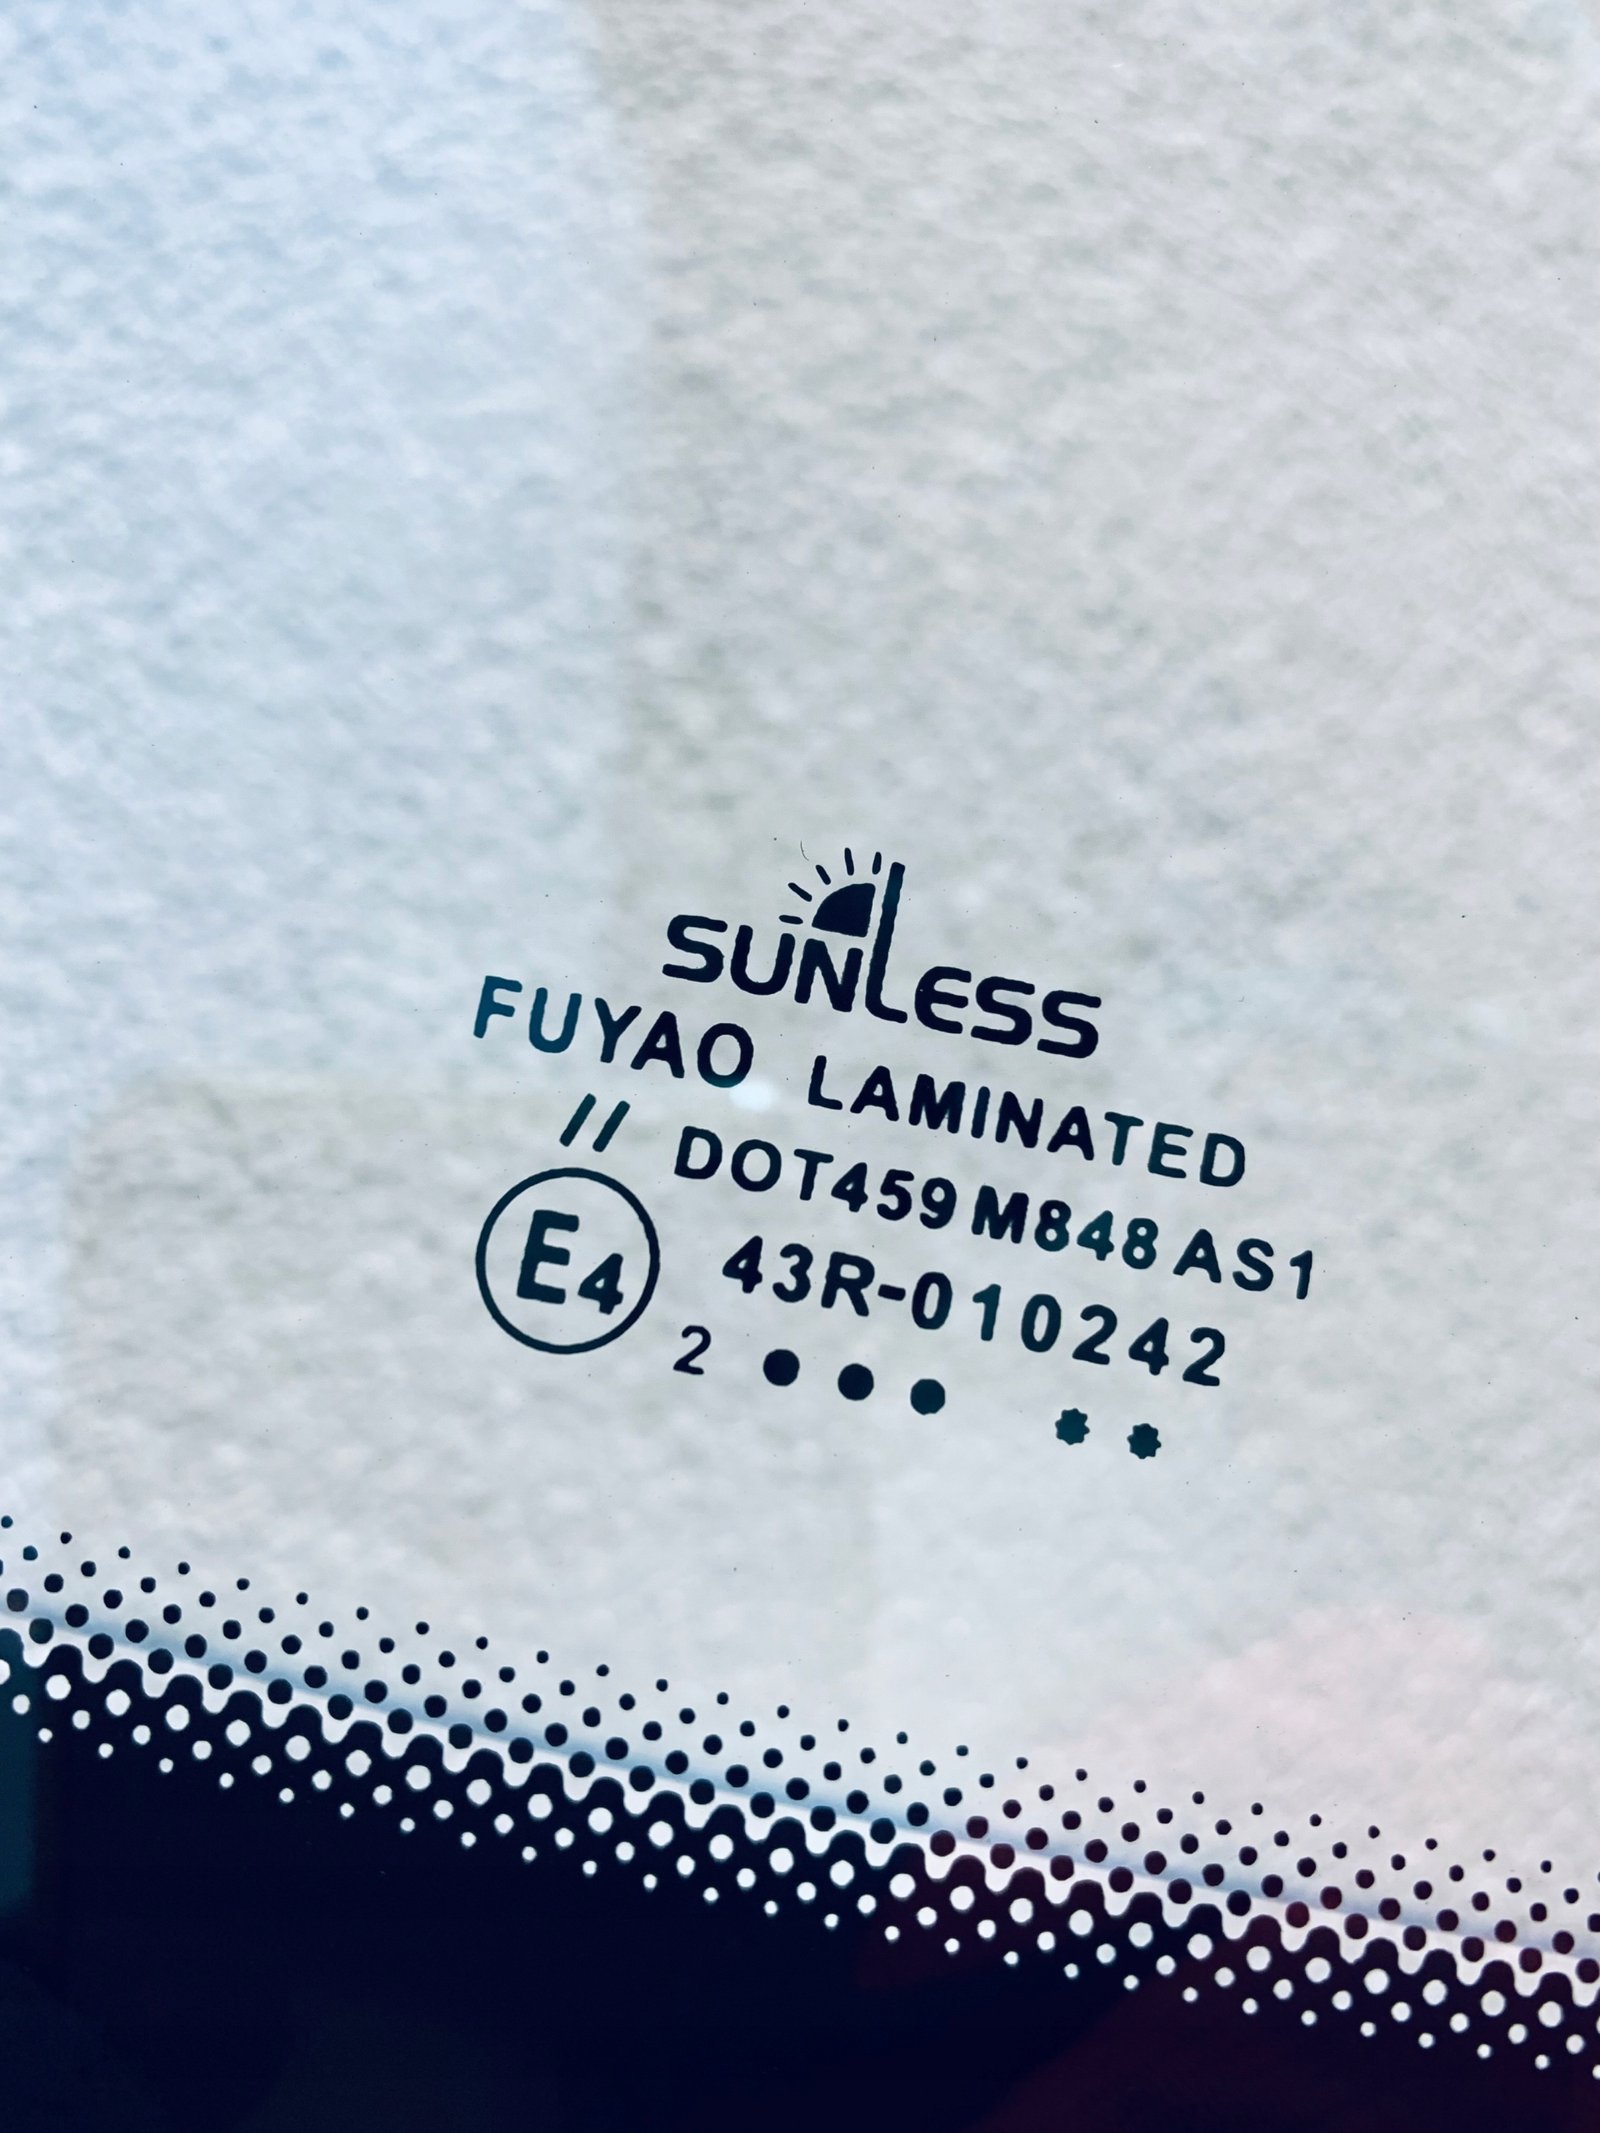 SUNLESS
FUYAO LAMINATED
// DOT459 M848 AS1
E4 43R-010242
2 ● ● ● ✸ ✸